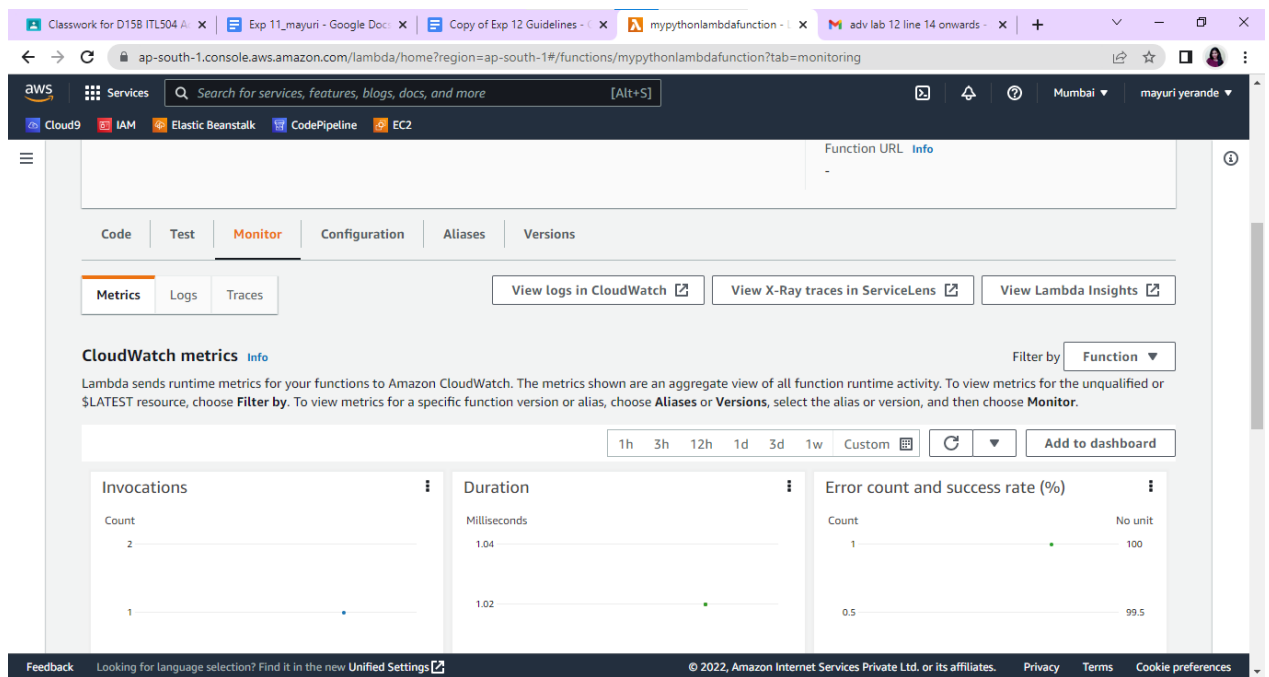 Classwork for D15B ITL504 A
Exp 11_mayuri - Google Doc
Copy of Exp 12 Guidelines -
mypythonlambdafunction -
adv lab 12 line 14 onwards -
ap-south-1.console.aws.amazon.com/lambda/home?region=ap-south-1#/functions/mypythonlambdafunction?tab=monitoring
aws Services Search for services, features, blogs, docs, and more [Alt+S] Mumbai ▼ mayuri yerande ▼
Cloud9 IAM Elastic Beanstalk CodePipeline EC2
Function URL Info
-
Code Test Monitor Configuration Aliases Versions
Metrics Logs Traces View logs in CloudWatch View X-Ray traces in ServiceLens View Lambda Insights
CloudWatch metrics Info Filter by Function ▼
Lambda sends runtime metrics for your functions to Amazon CloudWatch. The metrics shown are an aggregate view of all function runtime activity. To view metrics for the unqualified or
$LATEST resource, choose Filter by. To view metrics for a specific function version or alias, choose Aliases or Versions, select the alias or version, and then choose Monitor.
1h 3h 12h 1d 3d 1w Custom Add to dashboard
Invocations
Count
2
1
Duration
Milliseconds
1.04
1.02
Error count and success rate (%)
Count No unit
1 100
0.5 99.5
Feedback Looking for language selection? Find it in the new Unified Settings © 2022, Amazon Internet Services Private Ltd. or its affiliates. Privacy Terms Cookie preferences